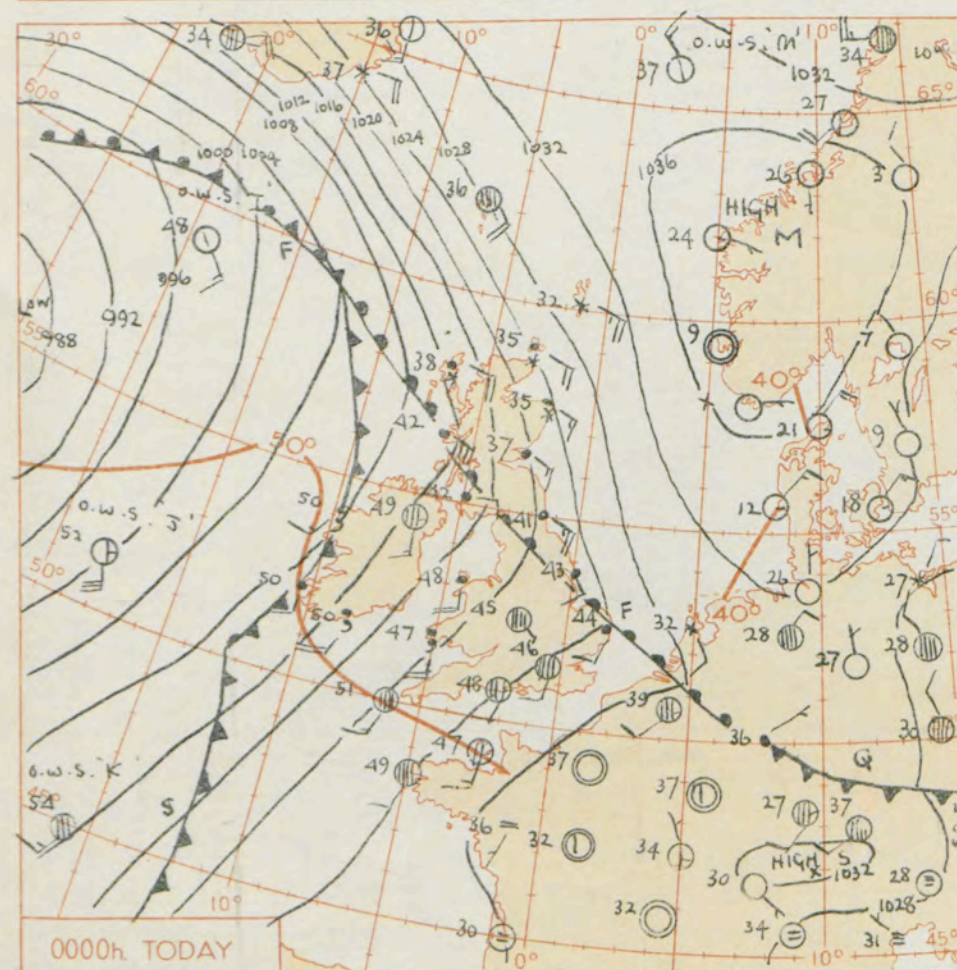 30° 34 20° 36 0° O.W.S. 'M' 10° 34
37 37 1032 65°
60° 1012 1016 27
1008 1020
1024
1028 1032 1036
1000 1004 26 3
O.W.S. 'I' 36 HIGH
48 F 24 M
996 32 60°
LOW
55° 992
988 35 9 7
38 40°
42 35
50° 37 21 9
50 49 32
O.W.S. 'J' 41 12 18 55°
52
50° 50 48 43 26 27
50 45 44 F 40°
47 32 28 28
46 27
51 48 39 30
36
47 37 Q
O.W.S. 'K' 49 37 27 37
45°
54 S 36 32 34 HIGH S
30 1032 28
1028
10° 32 34
0000h. TODAY 30 0° 10° 31 45°